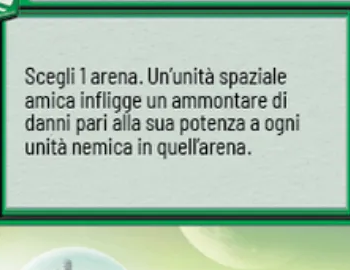 Scegli 1 arena. Un'unità spaziale
amica infligge un ammontare di
danni pari alla sua potenza a ogni
unità nemica in quell'arena.